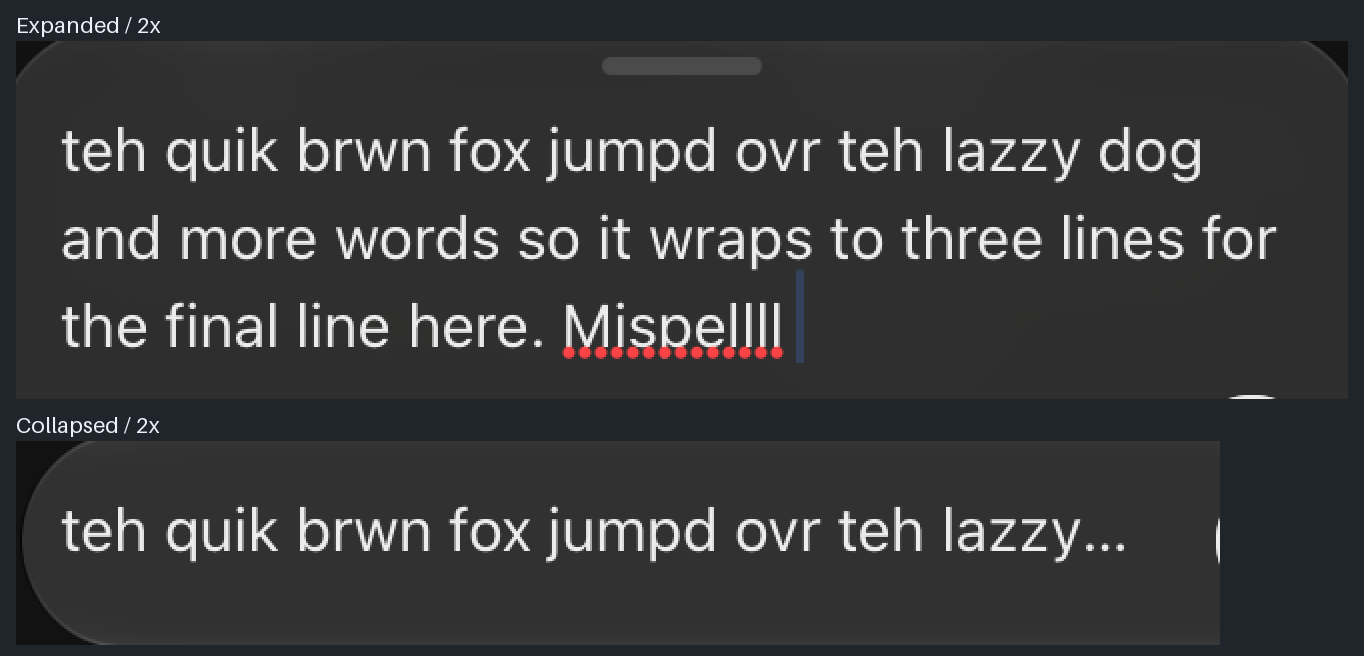 Expanded / 2x
teh quik brwn fox jumpd ovr teh lazzy dog
and more words so it wraps to three lines for
the final line here. Mispellll
Collapsed / 2x
teh quik brwn fox jumpd ovr teh lazzy...